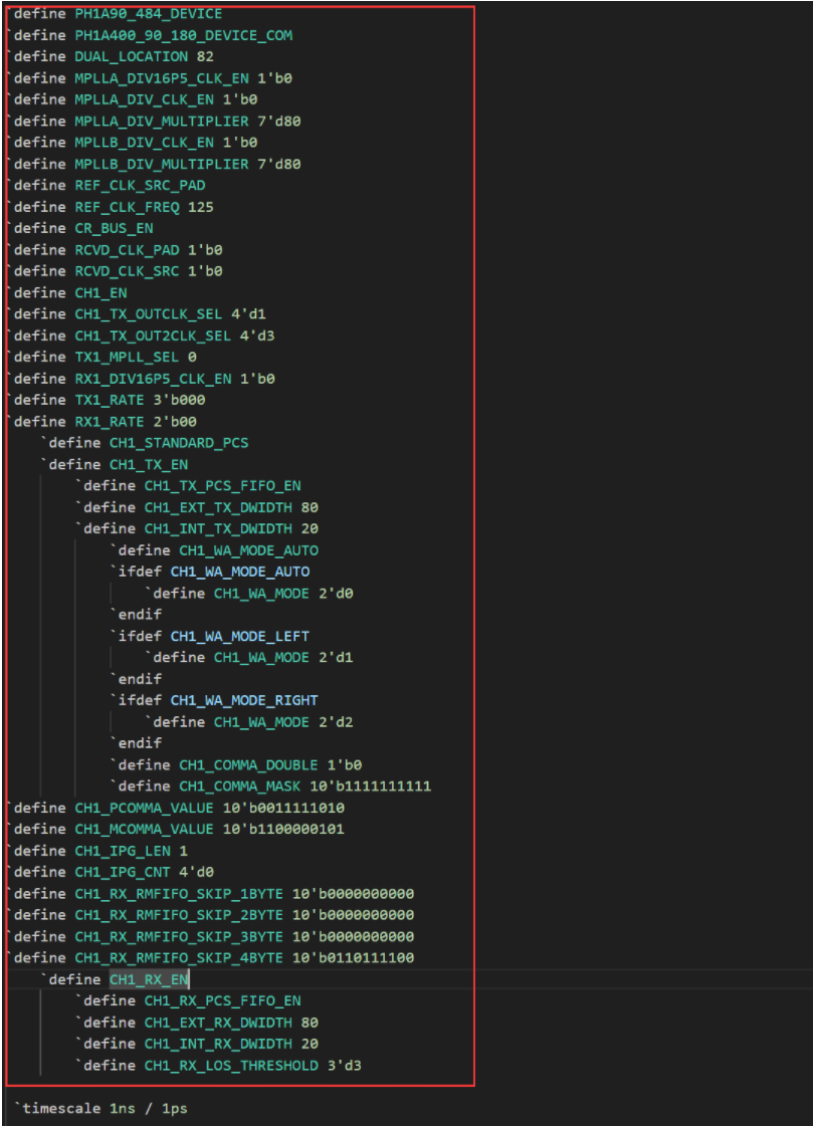 `define PH1A90_484_DEVICE
`define PH1A400_90_180_DEVICE_COM
`define DUAL_LOCATION 82
`define MPLLA_DIV16P5_CLK_EN 1'b0
`define MPLLA_DIV_CLK_EN 1'b0
`define MPLLA_DIV_MULTIPLIER 7'd80
`define MPLLB_DIV_CLK_EN 1'b0
`define MPLLB_DIV_MULTIPLIER 7'd80
`define REF_CLK_SRC_PAD
`define REF_CLK_FREQ 125
`define CR_BUS_EN
`define RCVD_CLK_PAD 1'b0
`define RCVD_CLK_SRC 1'b0
`define CH1_EN
`define CH1_TX_OUTCLK_SEL 4'd1
`define CH1_TX_OUT2CLK_SEL 4'd3
`define TX1_MPLL_SEL 0
`define RX1_DIV16P5_CLK_EN 1'b0
`define TX1_RATE 3'b000
`define RX1_RATE 2'b00
    `define CH1_STANDARD_PCS
    `define CH1_TX_EN
        `define CH1_TX_PCS_FIFO_EN
        `define CH1_EXT_TX_DWIDTH 80
        `define CH1_INT_TX_DWIDTH 20
            `define CH1_WA_MODE_AUTO
            `ifdef CH1_WA_MODE_AUTO
                `define CH1_WA_MODE 2'd0
            `endif
            `ifdef CH1_WA_MODE_LEFT
                `define CH1_WA_MODE 2'd1
            `endif
            `ifdef CH1_WA_MODE_RIGHT
                `define CH1_WA_MODE 2'd2
            `endif
            `define CH1_COMMA_DOUBLE 1'b0
            `define CH1_COMMA_MASK 10'b1111111111
`define CH1_PCOMMA_VALUE 10'b0011111010
`define CH1_MCOMMA_VALUE 10'b1100000101
`define CH1_IPG_LEN 1
`define CH1_IPG_CNT 4'd0
`define CH1_RX_RMFIFO_SKIP_1BYTE 10'b0000000000
`define CH1_RX_RMFIFO_SKIP_2BYTE 10'b0000000000
`define CH1_RX_RMFIFO_SKIP_3BYTE 10'b0000000000
`define CH1_RX_RMFIFO_SKIP_4BYTE 10'b0110111100
    `define CH1_RX_EN
        `define CH1_RX_PCS_FIFO_EN
        `define CH1_EXT_RX_DWIDTH 80
        `define CH1_INT_RX_DWIDTH 20
        `define CH1_RX_LOS_THRESHOLD 3'd3
`timescale 1ns / 1ps